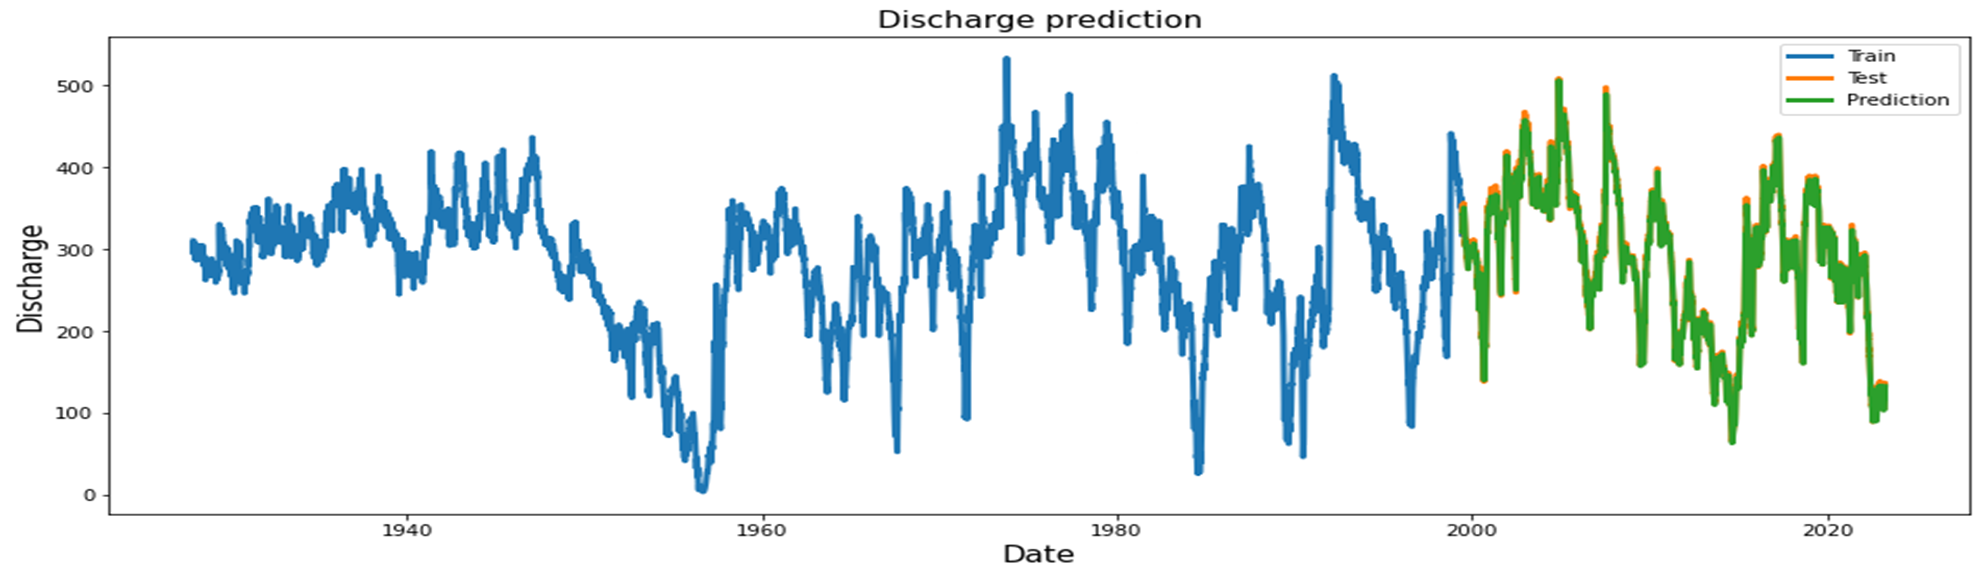 Discharge prediction
Train
Test
Prediction
500
400
300
200
100
0
Discharge
1940 1960 1980 2000 2020
Date